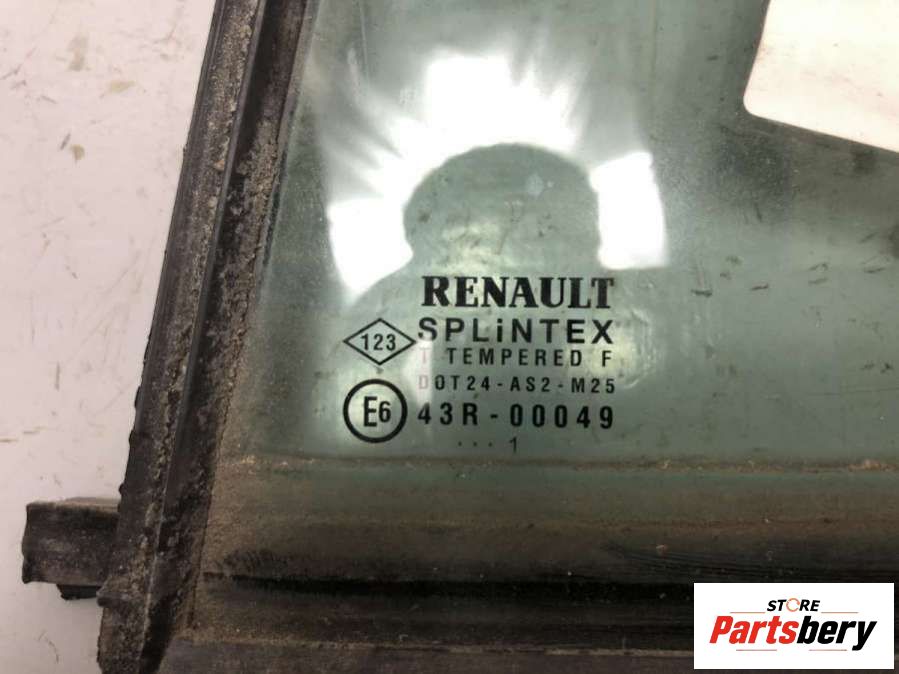 RENAULT
SPLiNTEX
123
T TEMPERED F
DOT24-AS2-M25
E6 43R-00049
... 1
STORE
Partsbery